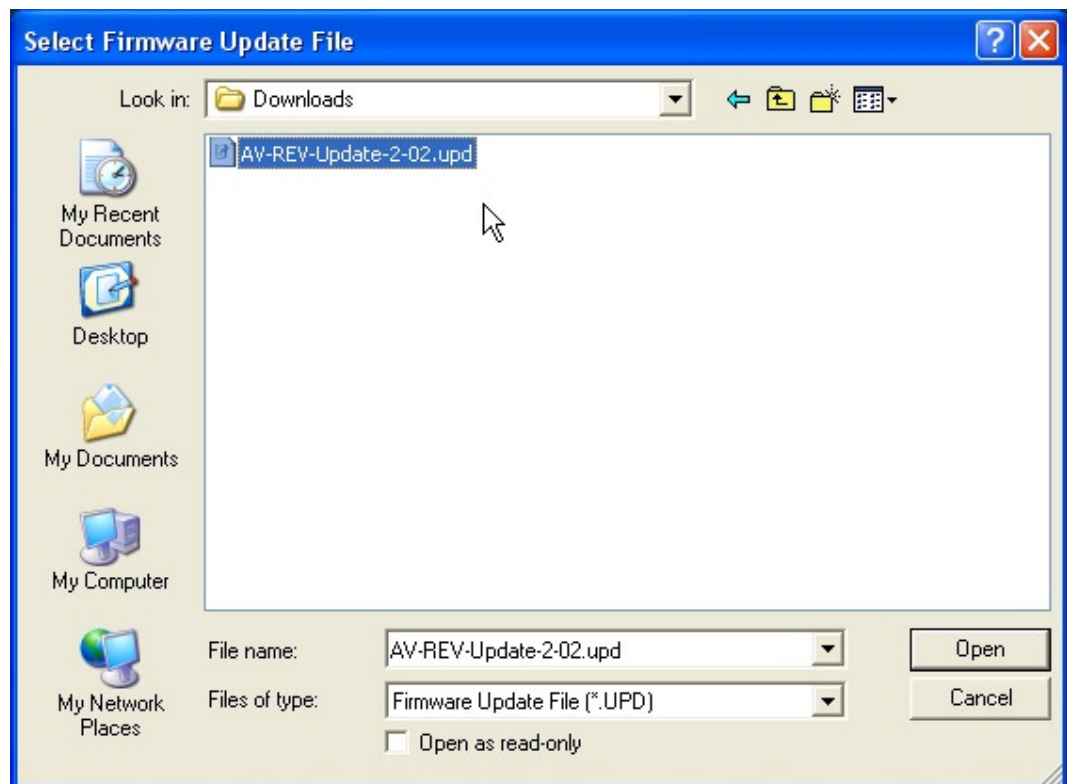 Select Firmware Update File
Look in:
Downloads
AV-REV-Update-2-02.upd
My Recent
Documents
Desktop
My Documents
My Computer
My Network
Places
File name:
AV-REV-Update-2-02.upd
Open
Files of type:
Firmware Update File (*.UPD)
Cancel
Open as read-only